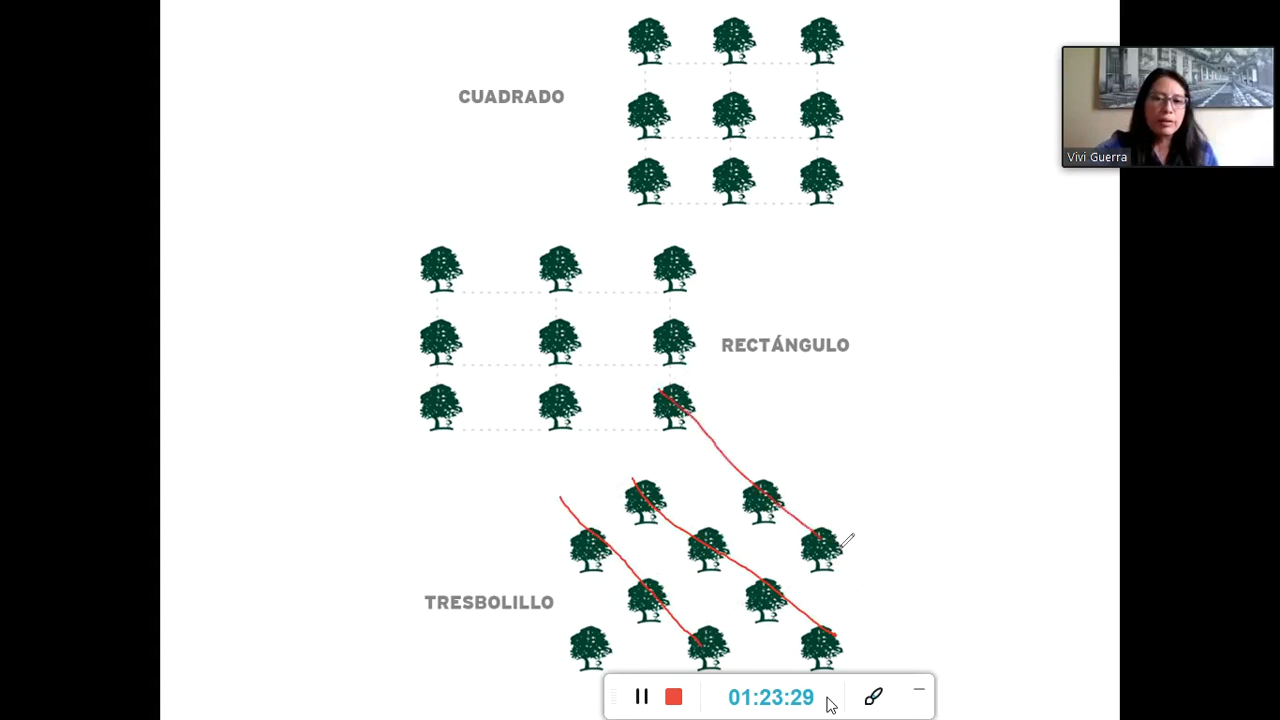 CUADRADO
Vivi Guerra
RECTÁNGULO
TRESBOLILLO
01:23:29